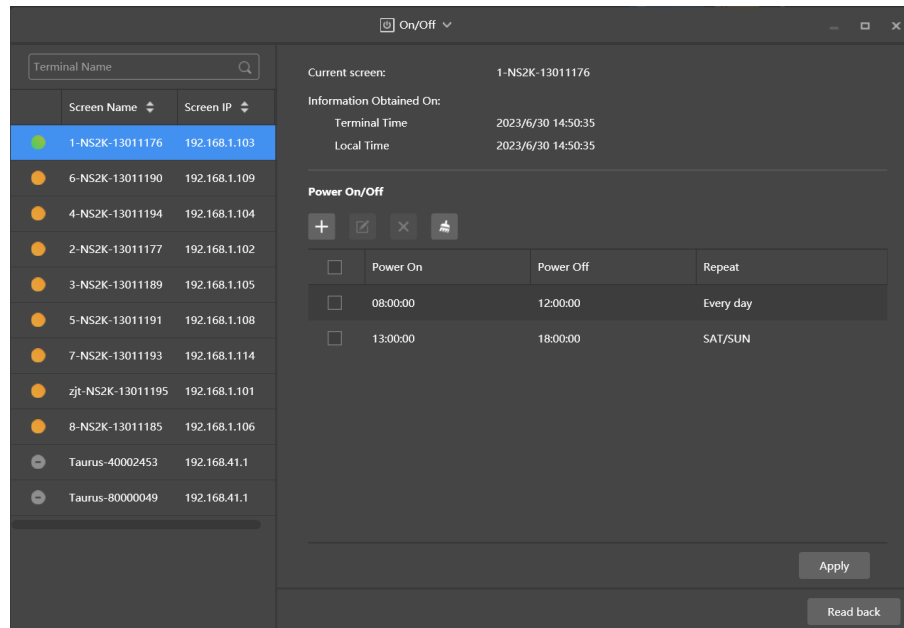 On/Off
Terminal Name
Screen Name Screen IP
1-NS2K-13011176 192.168.1.103
6-NS2K-13011190 192.168.1.109
4-NS2K-13011194 192.168.1.104
2-NS2K-13011177 192.168.1.102
3-NS2K-13011189 192.168.1.105
5-NS2K-13011191 192.168.1.108
7-NS2K-13011193 192.168.1.114
zjt-NS2K-13011195 192.168.1.101
8-NS2K-13011185 192.168.1.106
Taurus-40002453 192.168.41.1
Taurus-80000049 192.168.41.1
Current screen: 1-NS2K-13011176
Information Obtained On:
Terminal Time 2023/6/30 14:50:35
Local Time 2023/6/30 14:50:35
Power On/Off
Power On Power Off Repeat
08:00:00 12:00:00 Every day
13:00:00 18:00:00 SAT/SUN
Apply
Read back